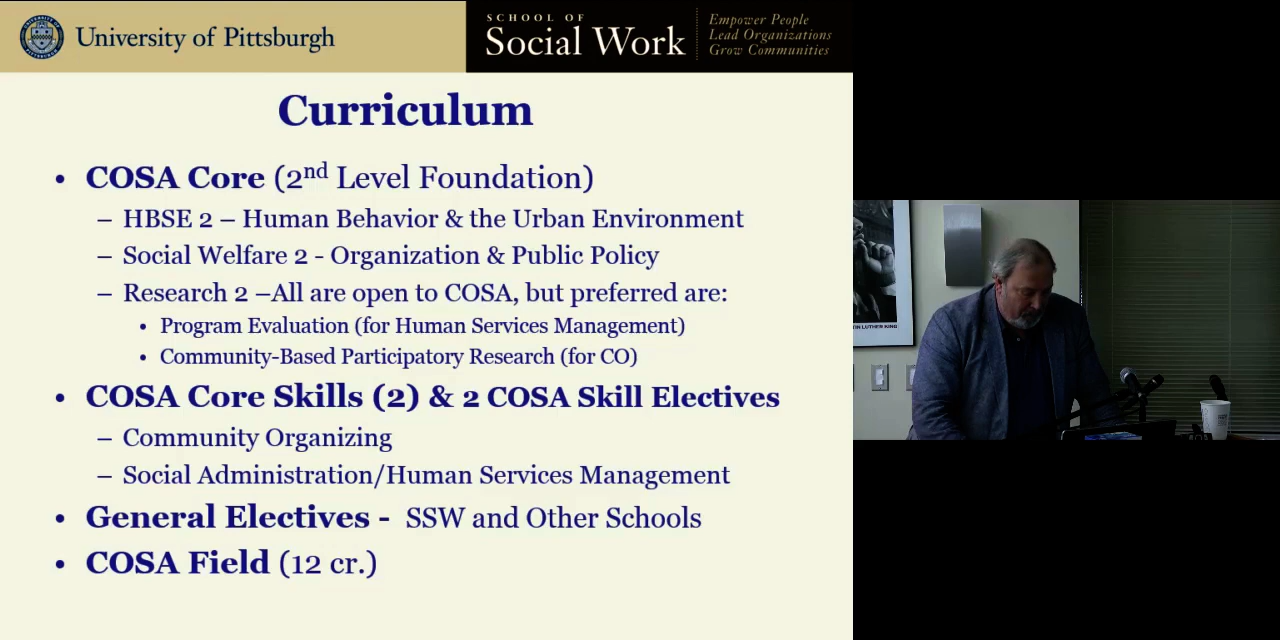 University of Pittsburgh
SCHOOL OF
Social Work
Empower People
Lead Organizations
Grow Communities
Curriculum
• COSA Core (2nd Level Foundation)
– HBSE 2 – Human Behavior & the Urban Environment
– Social Welfare 2 - Organization & Public Policy
– Research 2 –All are open to COSA, but preferred are:
• Program Evaluation (for Human Services Management)
• Community-Based Participatory Research (for CO)
• COSA Core Skills (2) & 2 COSA Skill Electives
– Community Organizing
– Social Administration/Human Services Management
• General Electives - SSW and Other Schools
• COSA Field (12 cr.)
LUTHER KING